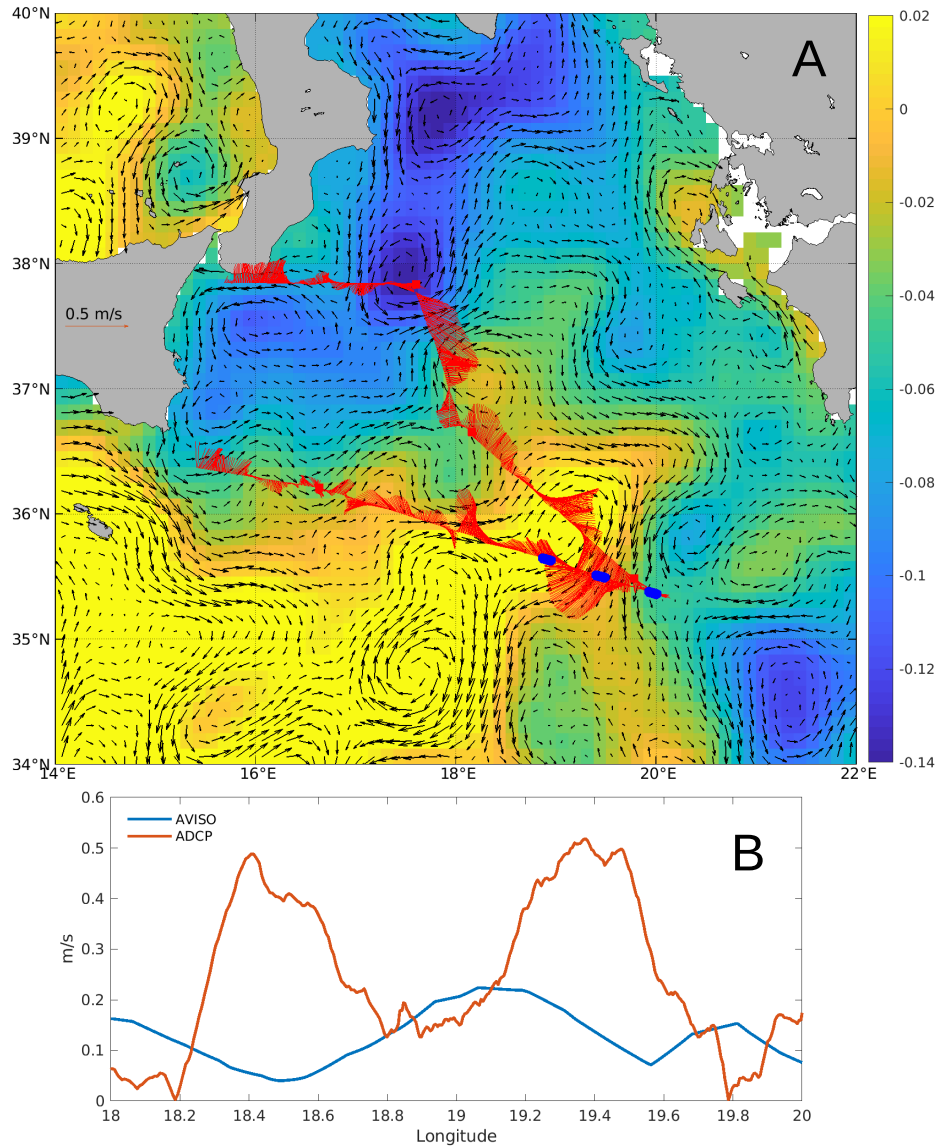 40°N
39°N
38°N
37°N
36°N
35°N
34°N
14°E
16°E
18°E
20°E
22°E
A
0.5 m/s
0.02
0
-0.02
-0.04
-0.06
-0.08
-0.1
-0.12
-0.14
B
AVISO
ADCP
0.6
0.5
0.4
0.3
0.2
0.1
0
m/s
18
18.2
18.4
18.6
18.8
19
19.2
19.4
19.6
19.8
20
Longitude